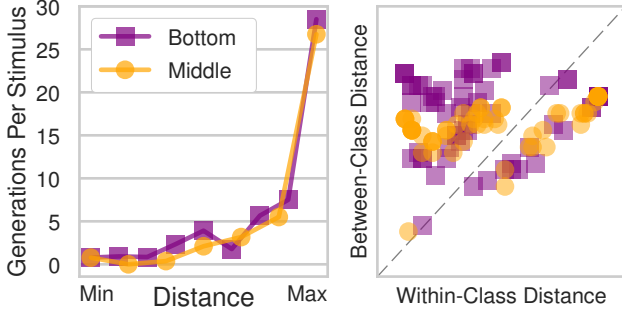 Generations Per Stimulus
30
25
20
15
10
5
0
Bottom
Middle
Min
Distance
Max
Between-Class Distance
Within-Class Distance